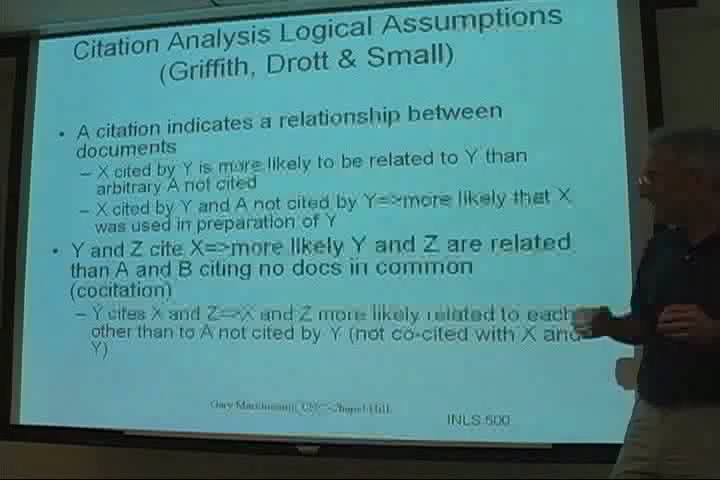 Citation Analysis Logical Assumptions
(Griffith, Drott & Small)
• A citation indicates a relationship between
documents
– X cited by Y is more likely to be related to Y than
arbitrary A not cited
– X cited by Y and A not cited by Y=>more likely that X
was used in preparation of Y
• Y and Z cite X=>more likely Y and Z are related
than A and B citing no docs in common
(cocitation)
– Y cites X and Z=>X and Z more likely related to each
other than to A not cited by Y (not co-cited with X and
Y)
Gary Chapel Hill
INLS 500